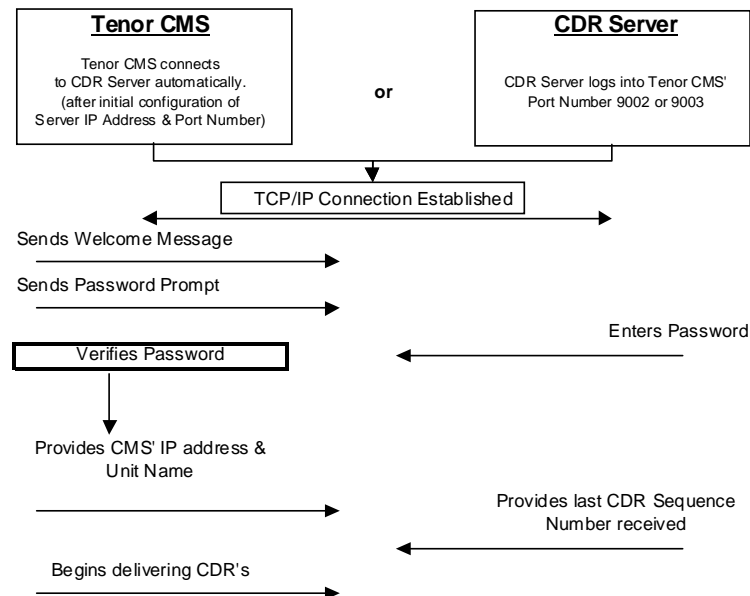 Tenor CMS
Tenor CMS connects
to CDR Server automatically.
(after initial configuration of
Server IP Address & Port Number)
or
CDR Server
CDR Server logs into Tenor CMS'
Port Number 9002 or 9003
TCP/IP Connection Established
Sends Welcome Message
Sends Password Prompt
Enters Password
Verifies Password
Provides CMS' IP address &
Unit Name
Provides last CDR Sequence
Number received
Begins delivering CDR's